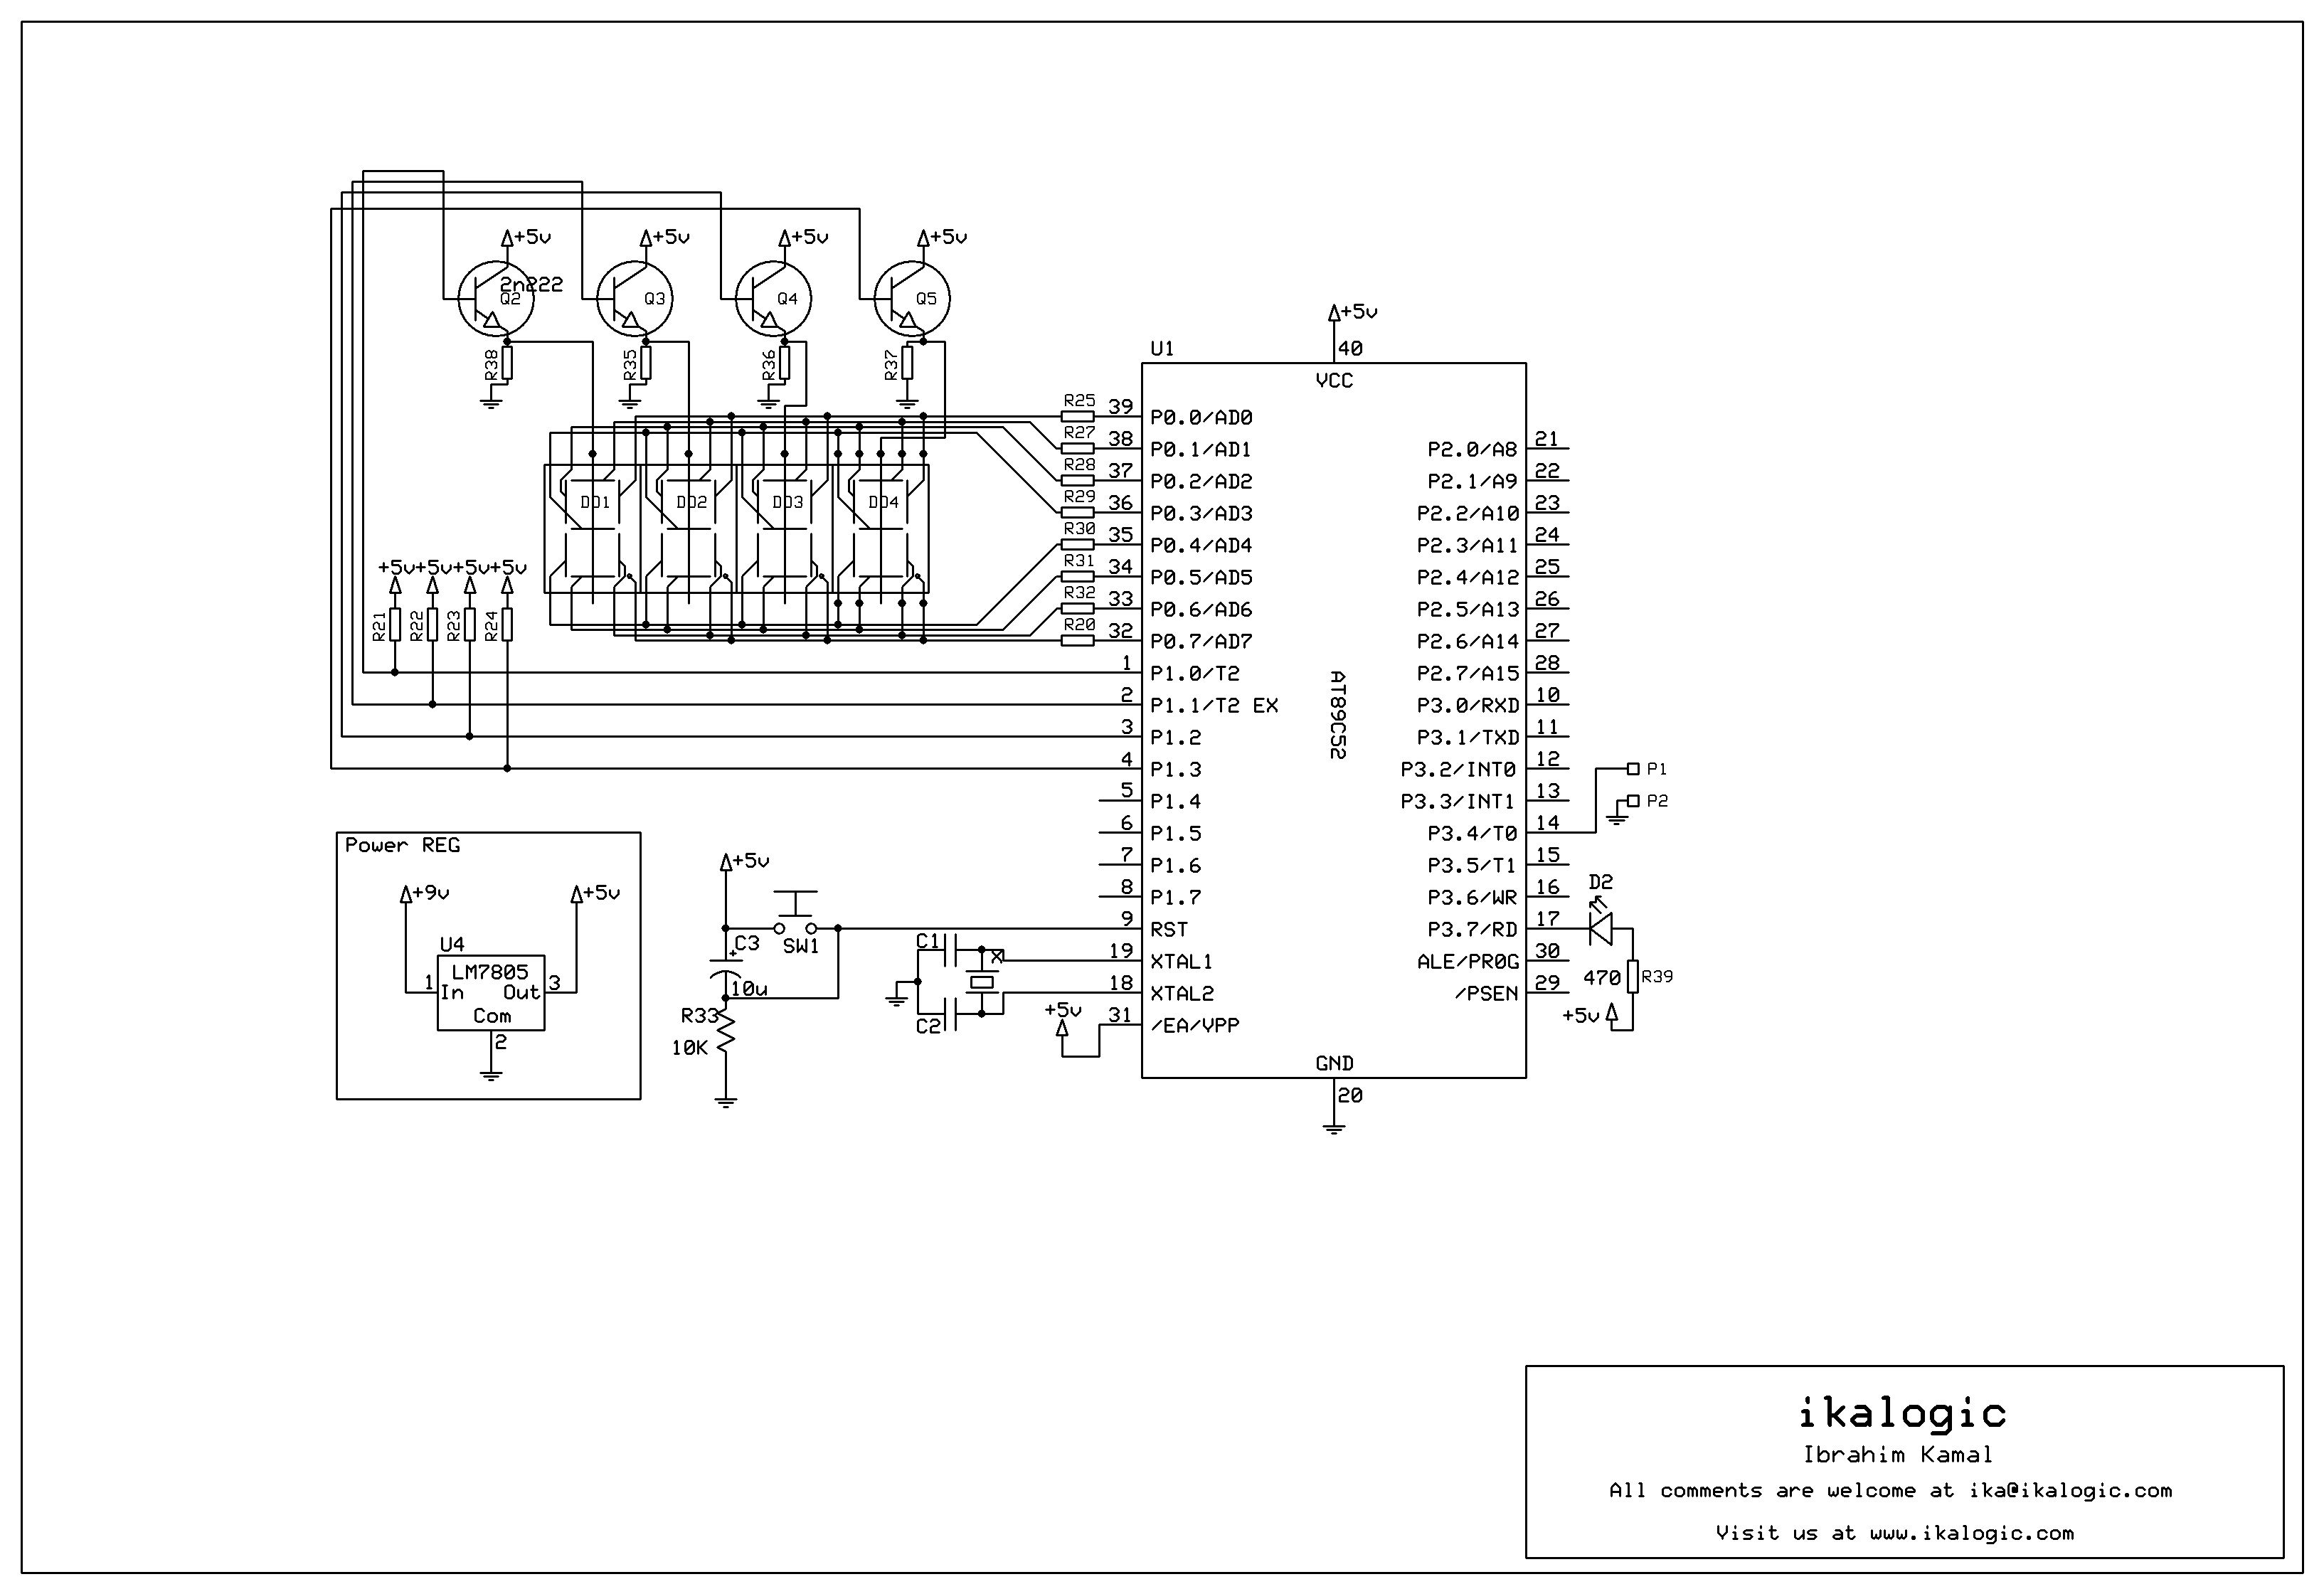 +5v +5v +5v +5v
2n222
Q2 Q3 Q4 Q5
R38 R35 R36 R37
+5v
U1 40
VCC
R25 39 P0.0/AD0
R27 38 P0.1/AD1 P2.0/A8 21
R28 37 P0.2/AD2 P2.1/A9 22
DD1 DD2 DD3 DD4
R29 36 P0.3/AD3 P2.2/A10 23
R30 35 P0.4/AD4 P2.3/A11 24
+5v +5v +5v +5v
R31 34 P0.5/AD5 P2.4/A12 25
R32 33 P0.6/AD6 P2.5/A13 26
R21 R22 R23 R24
R20 32 P0.7/AD7 P2.6/A14 27
1 P1.0/T2 P2.7/A15 28
2 P1.1/T2 EX P3.0/RXD 10
AT89C52
3 P1.2 P3.1/TXD 11
4 P1.3 P3.2/INT0 12 P1
5 P1.4 P3.3/INT1 13 P2
6 P1.5 P3.4/T0 14
7 P1.6 P3.5/T1 15
8 P1.7 P3.6/WR 16
D2
9 RST P3.7/RD 17
19 XTAL1 ALE/PR0G 30
18 XTAL2 /PSEN 29
470 R39
+5v
31 /EA/VPP
+5v
GND
20
Power REG
+9v +5v
U4
LM7805
1 In Out 3
Com
2
+5v
C3 SW1
+
10u
R33
10K
C1 X
C2
ikalogic
Ibrahim Kamal
All comments are welcome at ika@ikalogic.com
Visit us at www.ikalogic.com